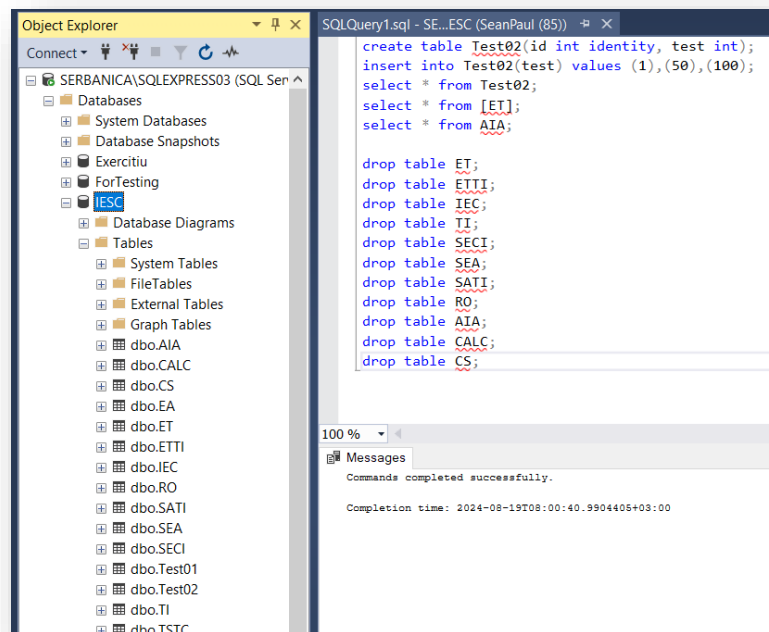 Object Explorer
Connect
SERBANICA\SQLEXPRESS03 (SQL Ser
Databases
System Databases
Database Snapshots
Exercitiu
ForTesting
IESC
Database Diagrams
Tables
System Tables
FileTables
External Tables
Graph Tables
dbo.AIA
dbo.CALC
dbo.CS
dbo.EA
dbo.ET
dbo.ETTI
dbo.IEC
dbo.RO
dbo.SATI
dbo.SEA
dbo.SECI
dbo.Test01
dbo.Test02
dbo.TI
dbo.TSTC
SQLQuery1.sql - SE...ESC (SeanPaul (85))
create table Test02(id int identity, test int);
insert into Test02(test) values (1),(50),(100);
select * from Test02;
select * from [ET];
select * from AIA;
drop table ET;
drop table ETTI;
drop table IEC;
drop table TI;
drop table SECI;
drop table SEA;
drop table SATI;
drop table RO;
drop table AIA;
drop table CALC;
drop table CS;
100 %
Messages
Commands completed successfully.
Completion time: 2024-08-19T08:00:40.9904405+03:00